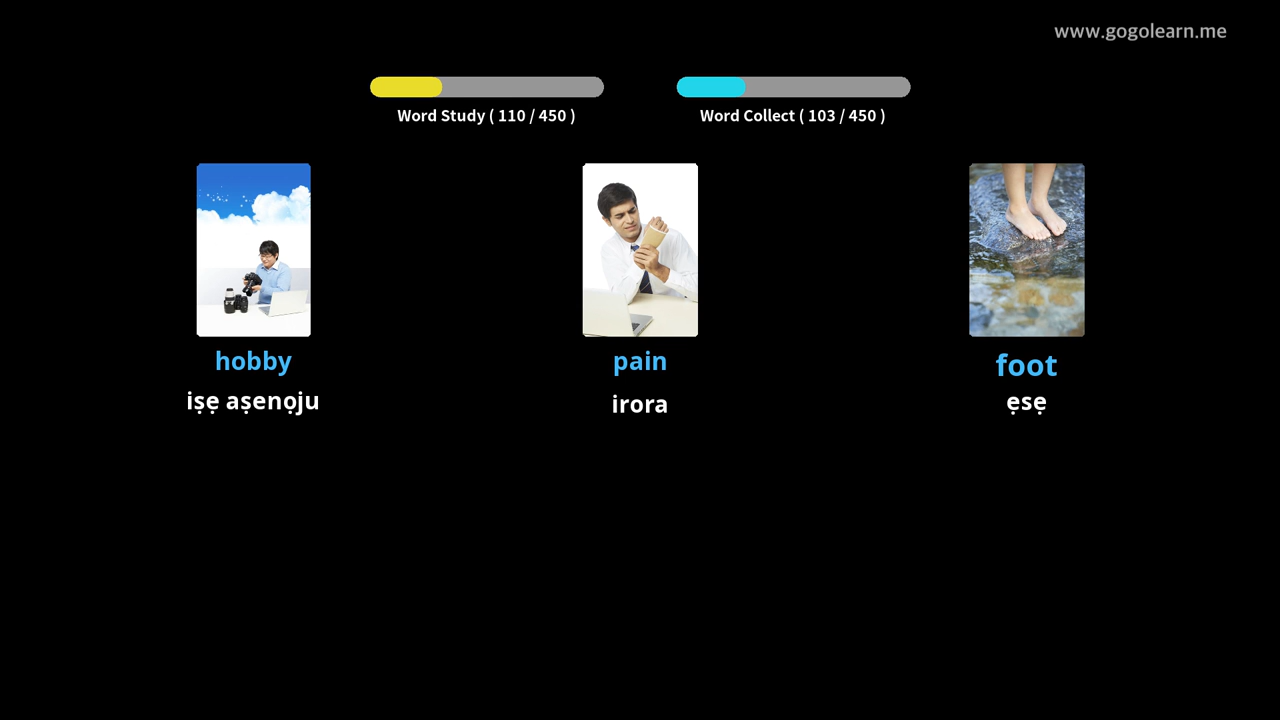 www.gogolearn.me
Word Study ( 110 / 450 )
Word Collect ( 103 / 450 )
hobby
iṣẹ aṣenọju
pain
irora
foot
ẹsẹ